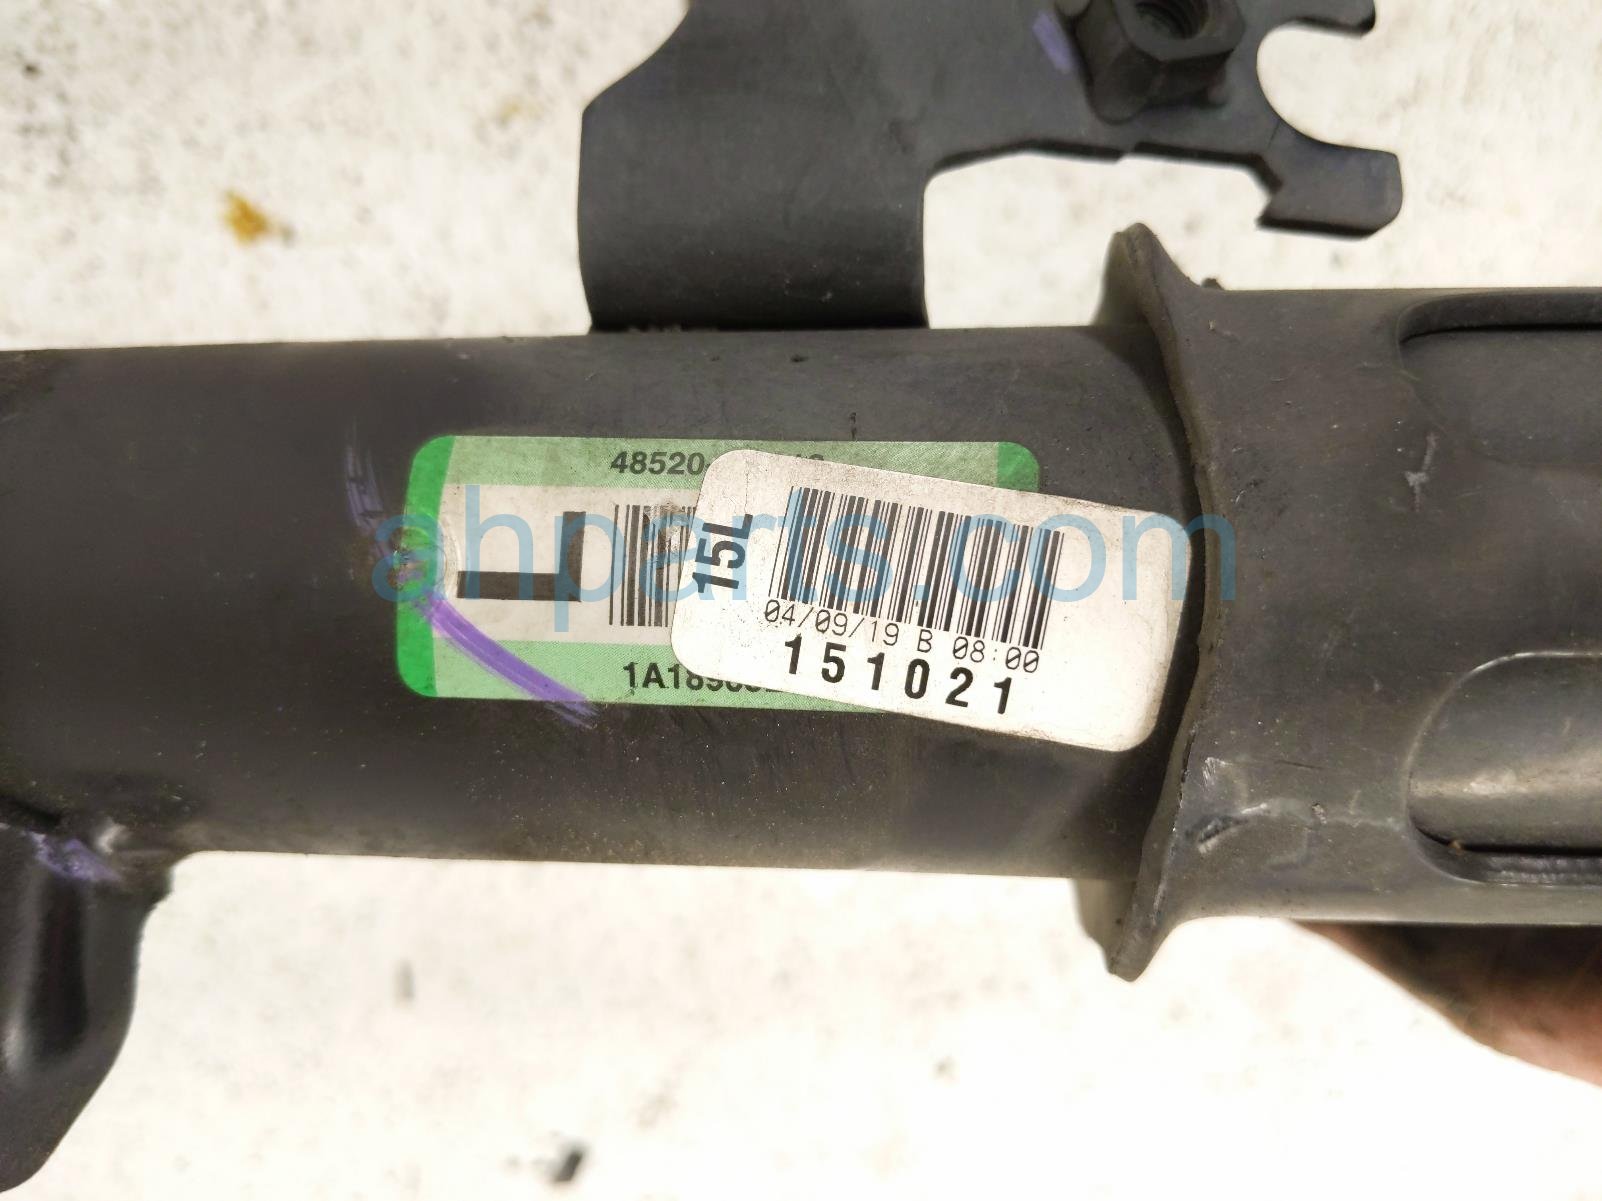 48520-
L
15L
04/09/19 B 08:00
151021
ahparts.com